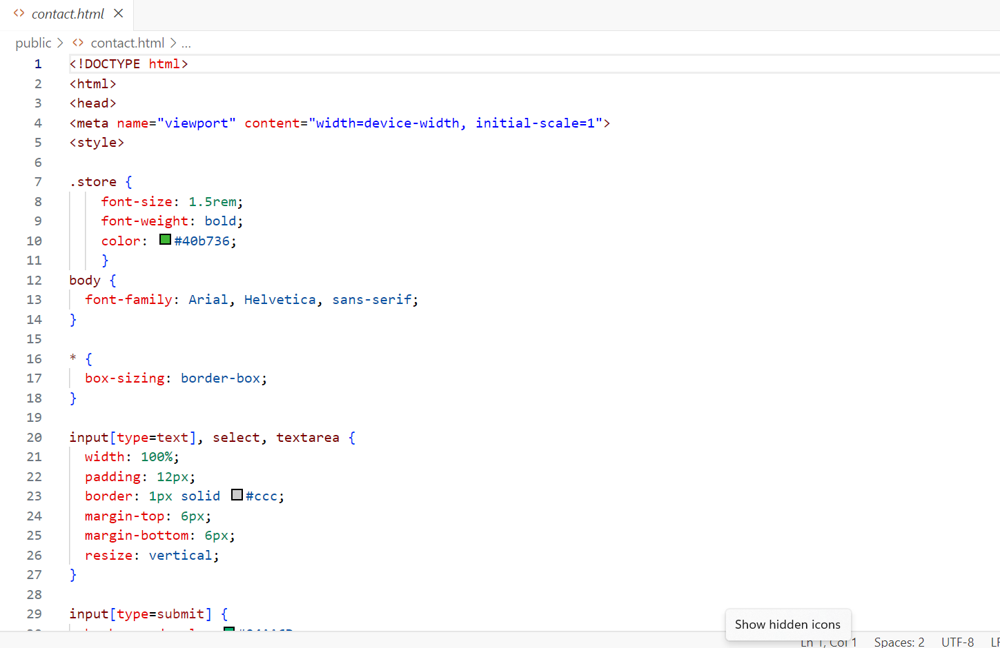 <> contact.html ×
public > <> contact.html > ...
1 <!DOCTYPE html>
2 <html>
3 <head>
4 <meta name="viewport" content="width=device-width, initial-scale=1">
5 <style>
6
7 .store {
8 font-size: 1.5rem;
9 font-weight: bold;
10 color: #40b736;
11 }
12 body {
13 font-family: Arial, Helvetica, sans-serif;
14 }
15
16 * {
17 box-sizing: border-box;
18 }
19
20 input[type=text], select, textarea {
21 width: 100%;
22 padding: 12px;
23 border: 1px solid #ccc;
24 margin-top: 6px;
25 margin-bottom: 6px;
26 resize: vertical;
27 }
28
29 input[type=submit] {
Show hidden icons
Ln 1, Col 1 Spaces: 2 UTF-8